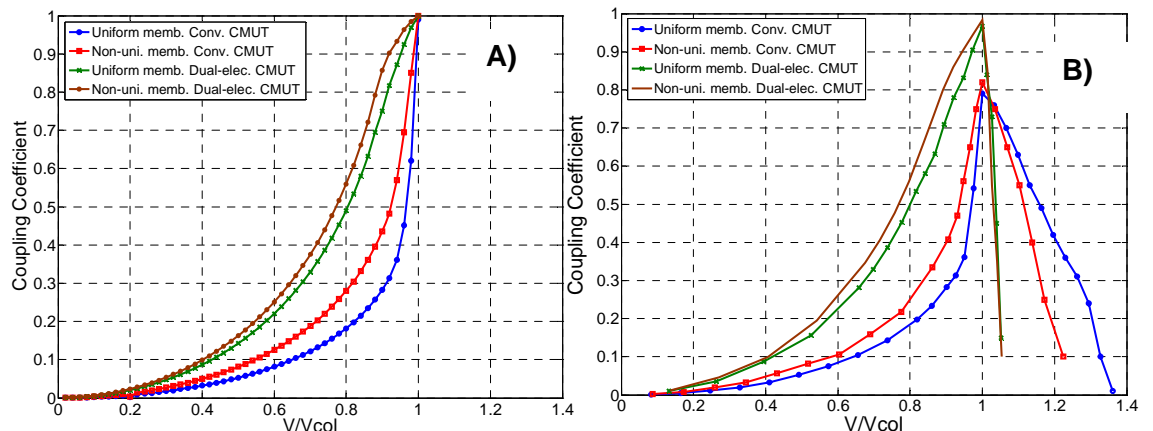 A)
Uniform memb. Conv. CMUT
Non-uni. memb. Conv. CMUT
Uniform memb. Dual-elec. CMUT
Non-uni. memb. Dual-elec. CMUT
Coupling Coefficient
1
0.9
0.8
0.7
0.6
0.5
0.4
0.3
0.2
0.1
0
0 0.2 0.4 0.6 0.8 1 1.2 1.4
V/Vcol
B)
Uniform memb. Conv. CMUT
Non-uni. memb. Conv. CMUT
Uniform memb. Dual-elec. CMUT
Non-uni. memb. Dual-elec. CMUT
Coupling Coefficient
1
0.9
0.8
0.7
0.6
0.5
0.4
0.3
0.2
0.1
0
0 0.2 0.4 0.6 0.8 1 1.2 1.4
V/Vcol